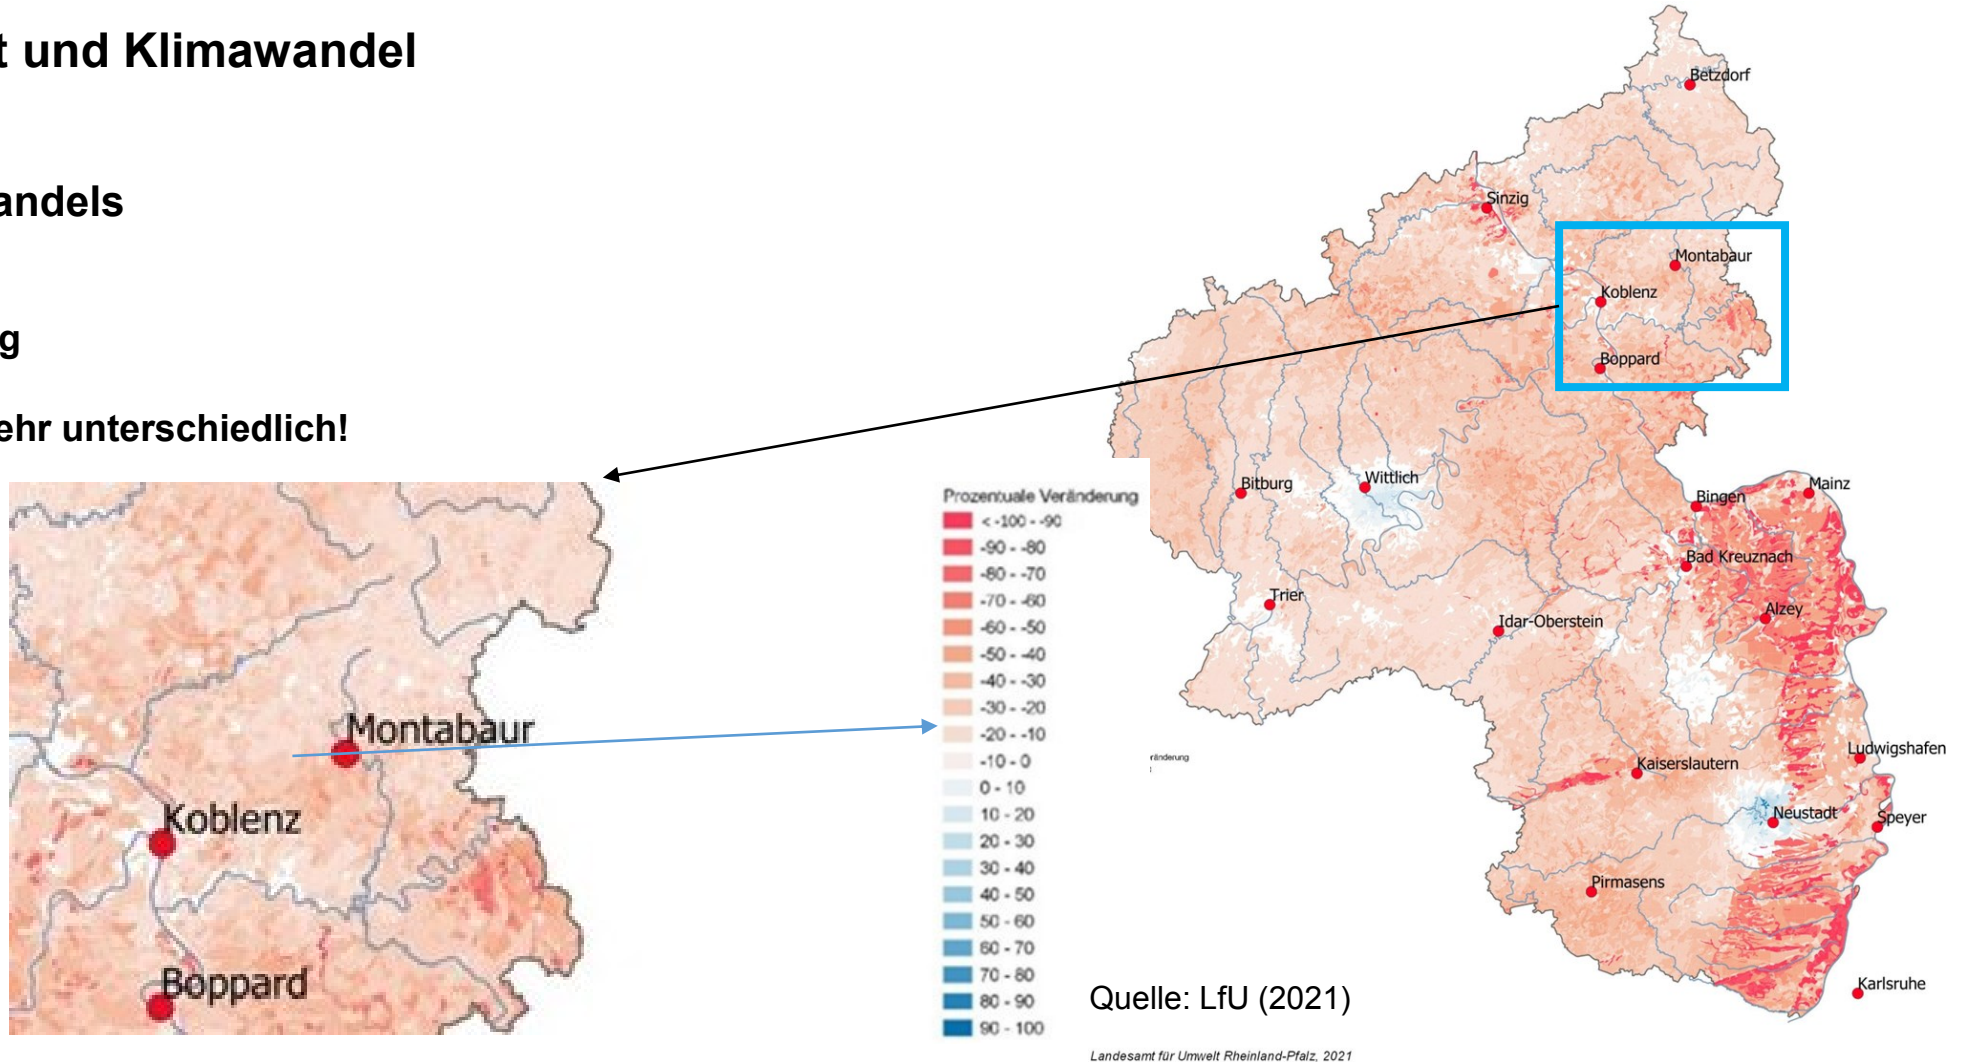 t und Klimawandel
andels
g
ehr unterschiedlich!
Betzdorf
Sinzig
Montabaur
Koblenz
Boppard
Bitburg
Wittlich
Bingen
Mainz
Bad Kreuznach
Trier
Idar-Oberstein
Alzey
Kaiserslautern
Ludwigshafen
Neustadt
Speyer
Pirmasens
Karlsruhe
Montabaur
Koblenz
Boppard
Prozentuale Veränderung
< -100 - -90
-90 - -80
-80 - -70
-70 - -60
-60 - -50
-50 - -40
-40 - -30
-30 - -20
-20 - -10
-10 - 0
0 - 10
10 - 20
20 - 30
30 - 40
40 - 50
50 - 60
60 - 70
70 - 80
80 - 90
90 - 100
ränderung
Quelle: LfU (2021)
Landesamt für Umwelt Rheinland-Pfalz, 2021